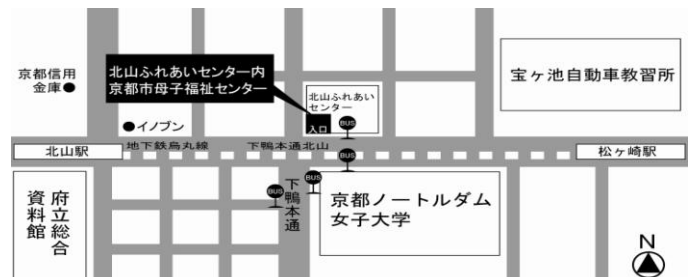 京都信用
金庫●
北山ふれあいセンター内
京都市母子福祉センター
北山ふれあい
センター
入口
BUS
宝ヶ池自動車教習所
●イノブン
地下鉄烏丸線
下鴨本通北山
北山駅
BUS
松ヶ崎駅
府立総合
資料館
BUS
下鴨本通
BUS
京都ノートルダム
女子大学
N